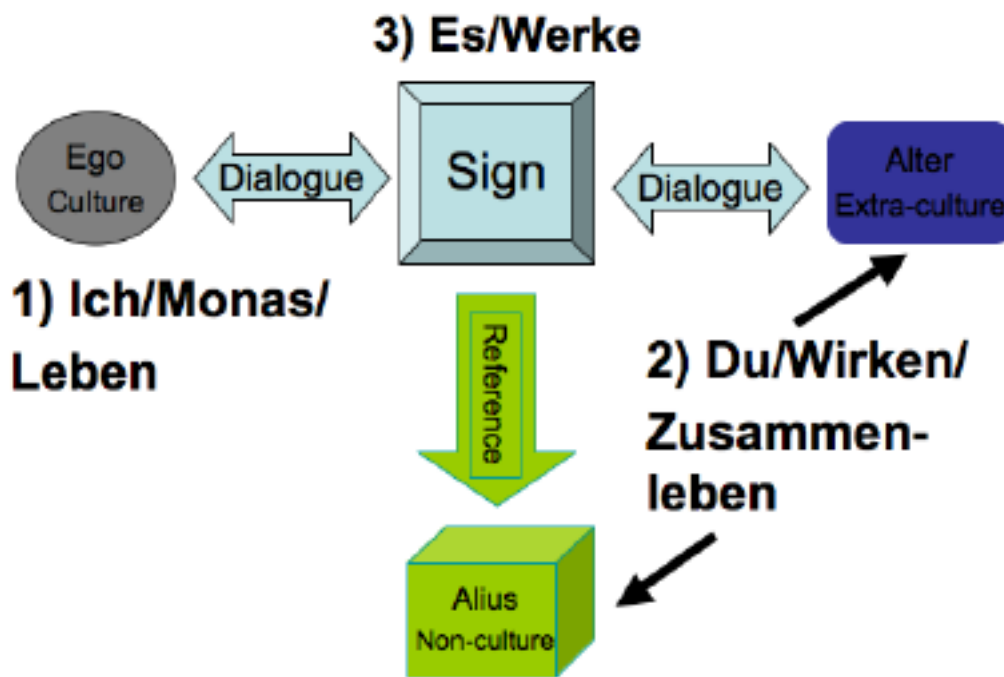 3) Es/Werke
Ego
Culture
Dialogue
Sign
Dialogue
Alter
Extra-culture
1) Ich/Monas/
Leben
Reference
2) Du/Wirken/
Zusammen-
leben
Alius
Non-culture